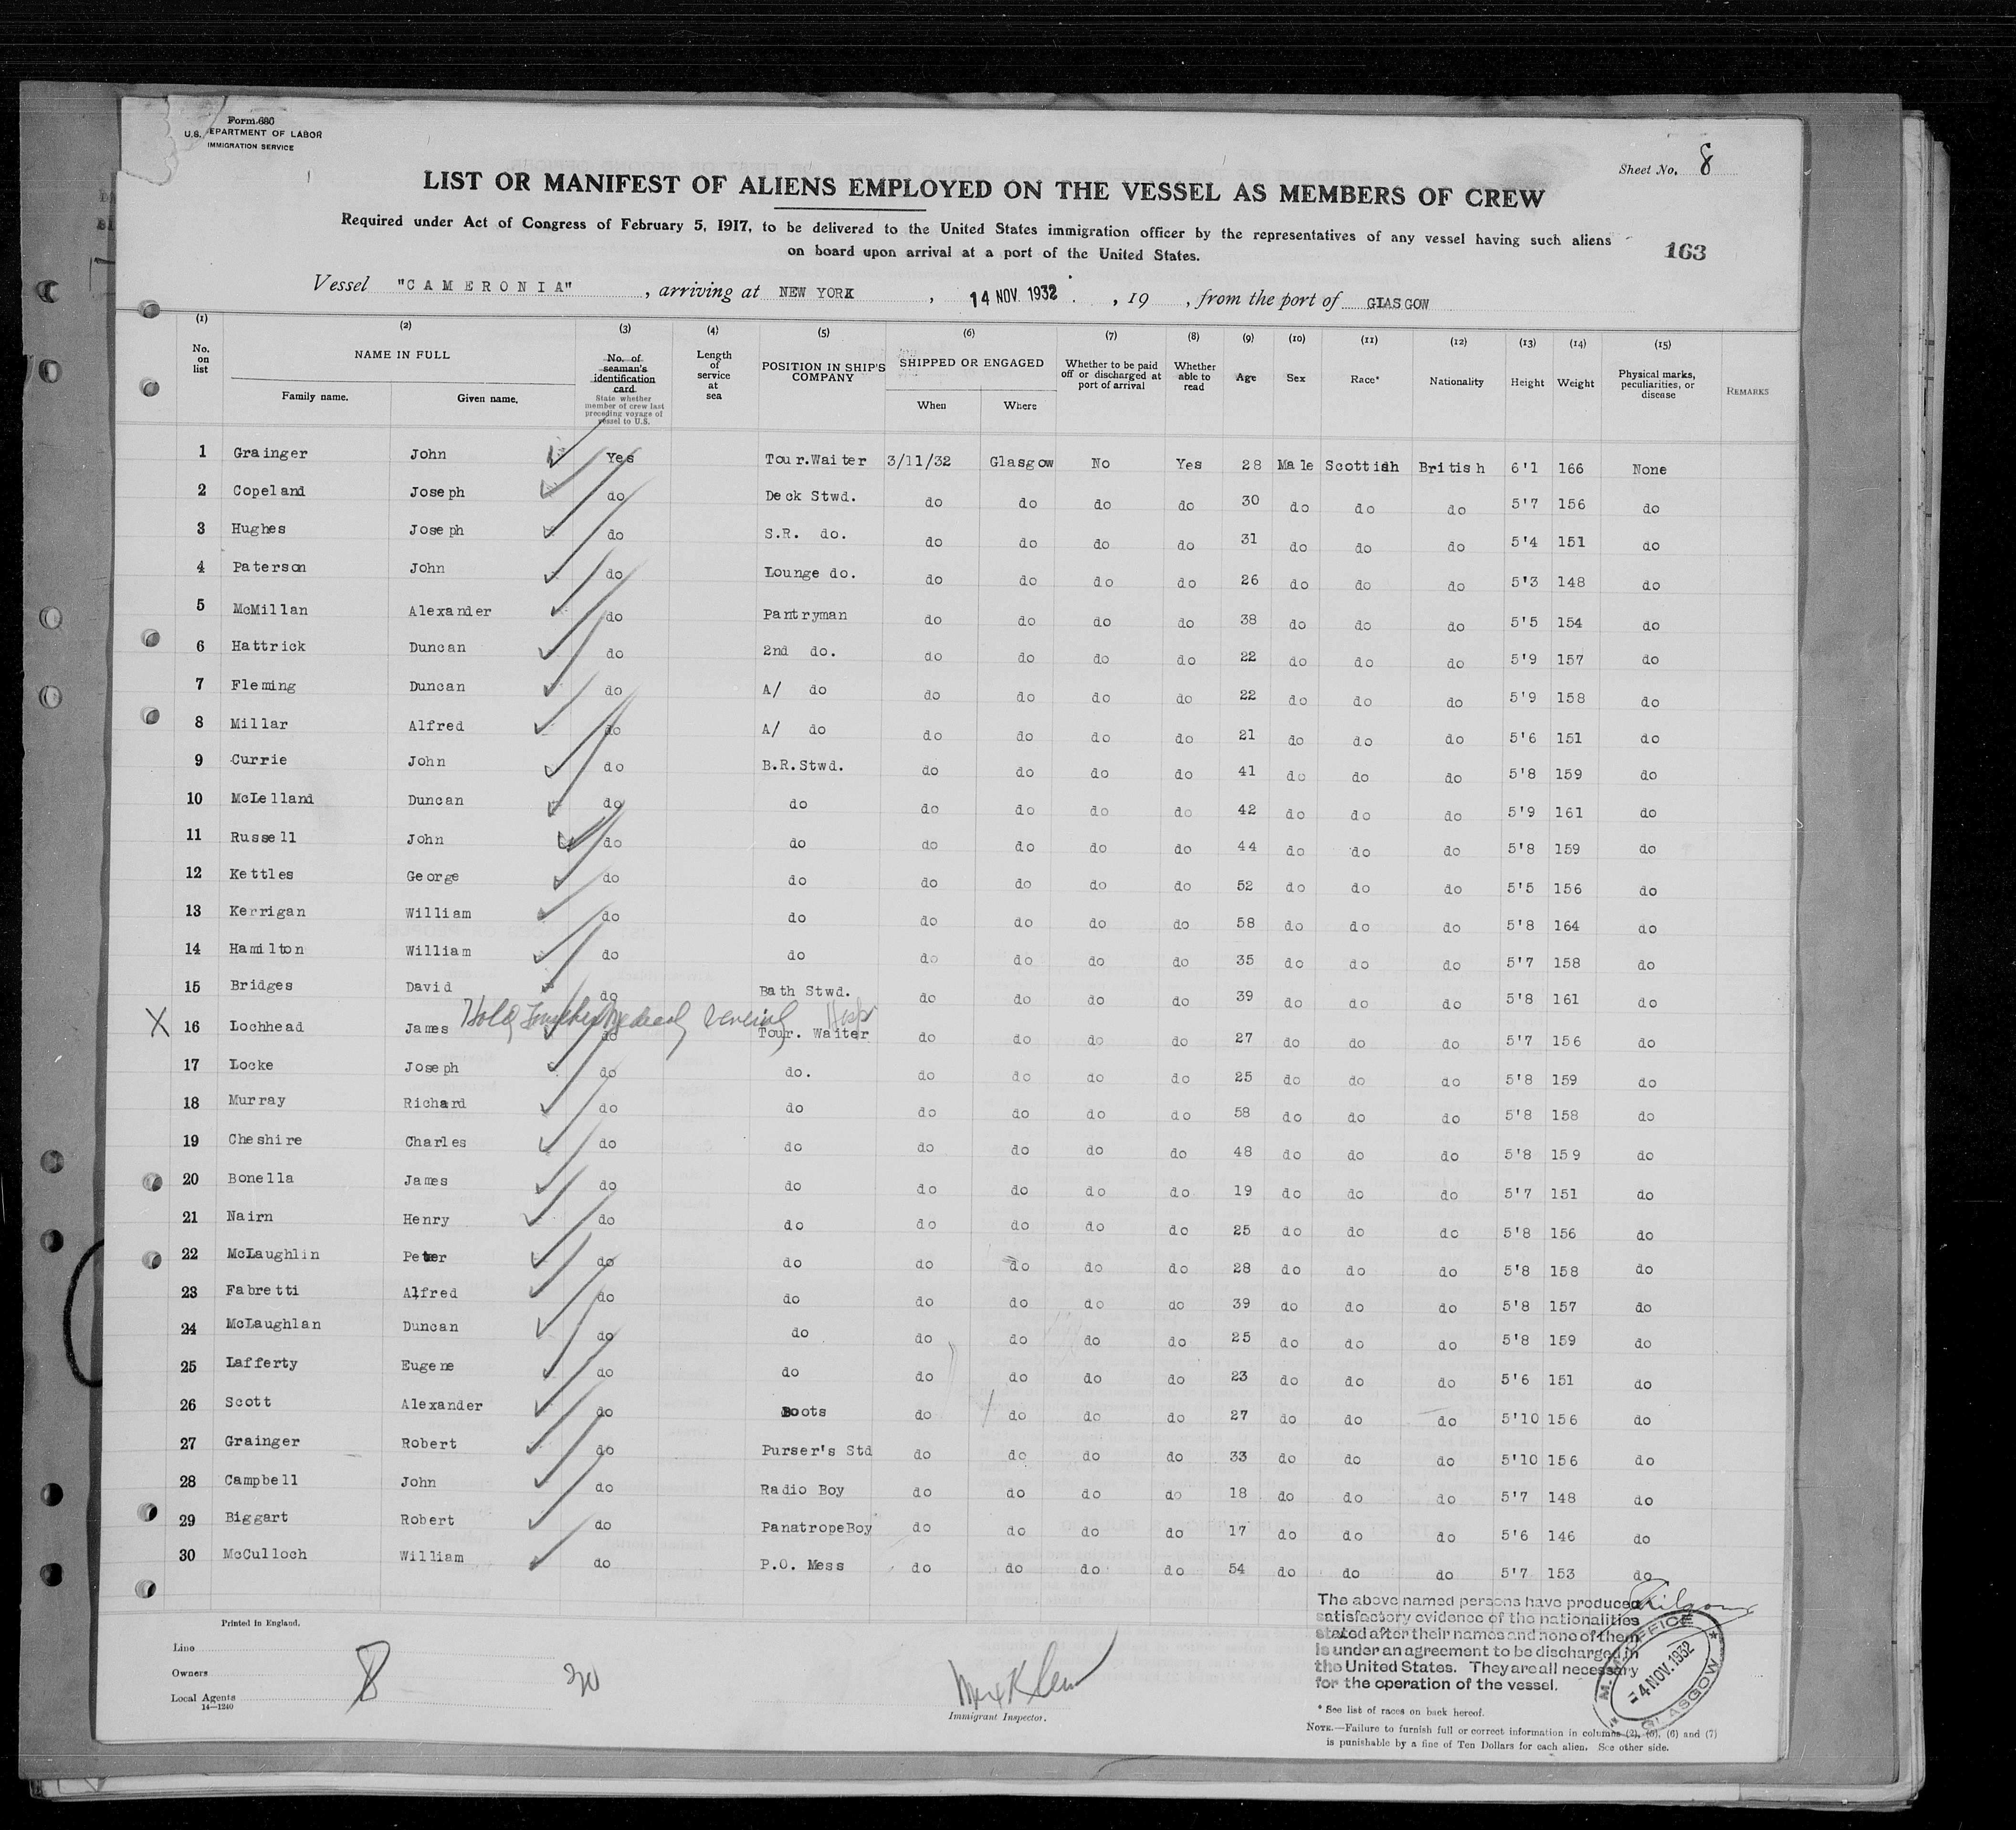 Form 680
U.S. DEPARTMENT OF LABOR
IMMIGRATION SERVICE
Sheet No. 8
LIST OR MANIFEST OF ALIENS EMPLOYED ON THE VESSEL AS MEMBERS OF CREW
Required under Act of Congress of February 5, 1917, to be delivered to the United States immigration officer by the representatives of any vessel having such aliens
on board upon arrival at a port of the United States.
163
Vessel "CAMERONIA", arriving at NEW YORK, 14 NOV. 1932, 19 , from the port of GLASGOW
(1) (2) (3) (4) (5) (6) (7) (8) (9) (10) (11) (12) (13) (14) (15)
No. on list NAME IN FULL Family name. Given name. No. of seaman's identification card. State whether member of crew last preceding voyage of vessel to U.S. Length of service at sea POSITION IN SHIP'S COMPANY SHIPPED OR ENGAGED When Where Whether to be paid off or discharged at port of arrival Whether able to read Age Sex Race* Nationality Height Weight Physical marks, peculiarities, or disease REMARKS
1 Grainger John Yes Tour.Waiter 3/11/32 Glasgow No Yes 28 Male Scottish British 6'1 166 None
2 Copeland Joseph do Deck Stwd. do do do do 30 do do do 5'7 156 do
3 Hughes Joseph do S.R. do. do do do do 31 do do do 5'4 151 do
4 Paterson John do Lounge do. do do do do 26 do do do 5'3 148 do
5 McMillan Alexander do Pantryman do do do do 38 do do do 5'5 154 do
6 Hattrick Duncan do 2nd do. do do do do 22 do do do 5'9 157 do
7 Fleming Duncan do A/ do do do do do 22 do do do 5'9 158 do
8 Millar Alfred do A/ do do do do do 21 do do do 5'6 151 do
9 Currie John do B.R.Stwd. do do do do 41 do do do 5'8 159 do
10 McLelland Duncan do do do do do do 42 do do do 5'9 161 do
11 Russell John do do do do do do 44 do do do 5'8 159 do
12 Kettles George do do do do do do 52 do do do 5'5 156 do
13 Kerrigan William do do do do do do 58 do do do 5'8 164 do
14 Hamilton William do do do do do do 35 do do do 5'7 158 do
15 Bridges David do Bath Stwd. do do do do 39 do do do 5'8 161 do
Hold Hosp
X 16 Lochhead James do Tour. Waiter do do do do 27 do do do 5'7 156 do
17 Locke Joseph do do. do do do do 25 do do do 5'8 159 do
18 Murray Richard do do do do do do 58 do do do 5'8 158 do
19 Cheshire Charles do do do do do do 48 do do do 5'8 159 do
20 Bonella James do do do do do do 19 do do do 5'7 151 do
21 Nairn Henry do do do do do do 25 do do do 5'8 156 do
22 McLaughlin Peter do do do do do do 28 do do do 5'8 158 do
23 Fabretti Alfred do do do do do do 39 do do do 5'8 157 do
24 McLaughlan Duncan do do do do do do 25 do do do 5'8 159 do
25 Lafferty Eugene do do do do do do 23 do do do 5'6 151 do
26 Scott Alexander do Boots do do do do 27 do do do 5'10 156 do
27 Grainger Robert do Purser's Std do do do do 33 do do do 5'10 156 do
28 Campbell John do Radio Boy do do do do 18 do do do 5'7 148 do
29 Biggart Robert do PanatropeBoy do do do do 17 do do do 5'6 146 do
30 McCulloch William do P.O. Mess do do do do 54 do do do 5'7 153 do
Printed in England.
Line
Owners
Local Agents
14—1240
8
30
Immigrant Inspector.
The above named persons have produced
satisfactory evidence of the nationalities
stated after their names and none of them
is under an agreement to be discharged in
the United States. They are all necessary
for the operation of the vessel.
M.M. OFFICE
4 NOV. 1932
GLASGOW
* See list of races on back hereof.
NOTE.—Failure to furnish full or correct information in columns (2), (5), (6) and (7)
is punishable by a fine of Ten Dollars for each alien. See other side.